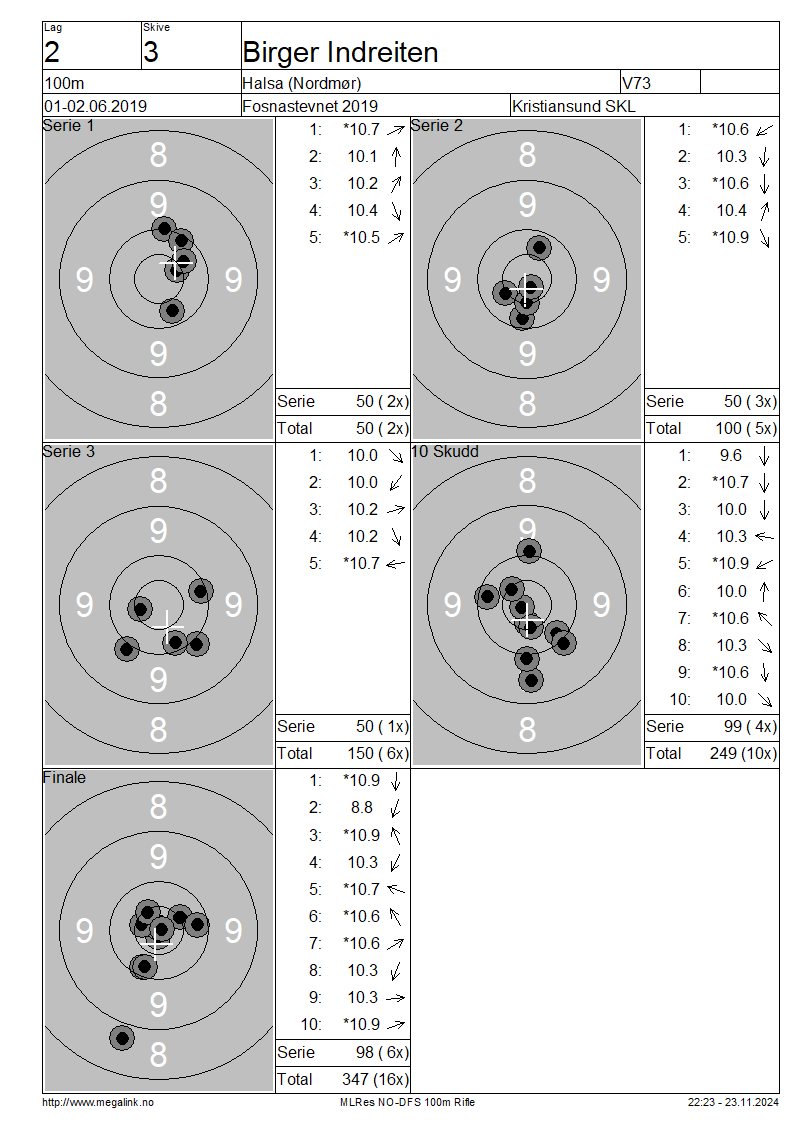 Lag
Skive
2
3
Birger Indreiten
100m
Halsa (Nordmør)
V73
01-02.06.2019
Fosnastevnet 2019
Kristiansund SKL
Serie 1
8
9
9
9
9
8
1: *10.7
2: 10.1
3: 10.2
4: 10.4
5: *10.5
Serie 50 ( 2x)
Total 50 ( 2x)
Serie 2
8
9
9
9
9
8
1: *10.6
2: 10.3
3: *10.6
4: 10.4
5: *10.9
Serie 50 ( 3x)
Total 100 ( 5x)
Serie 3
8
9
9
9
9
8
1: 10.0
2: 10.0
3: 10.2
4: 10.2
5: *10.7
Serie 50 ( 1x)
Total 150 ( 6x)
10 Skudd
8
9
9
9
8
1: 9.6
2: *10.7
3: 10.0
4: 10.3
5: *10.9
6: 10.0
7: *10.6
8: 10.3
9: *10.6
10: 10.0
Serie 99 ( 4x)
Total 249 (10x)
Finale
8
9
9
9
9
8
1: *10.9
2: 8.8
3: *10.9
4: 10.3
5: *10.7
6: *10.6
7: *10.6
8: 10.3
9: 10.3
10: *10.9
Serie 98 ( 6x)
Total 347 (16x)
http://www.megalink.no
MLRes NO-DFS 100m Rifle
22:23 - 23.11.2024